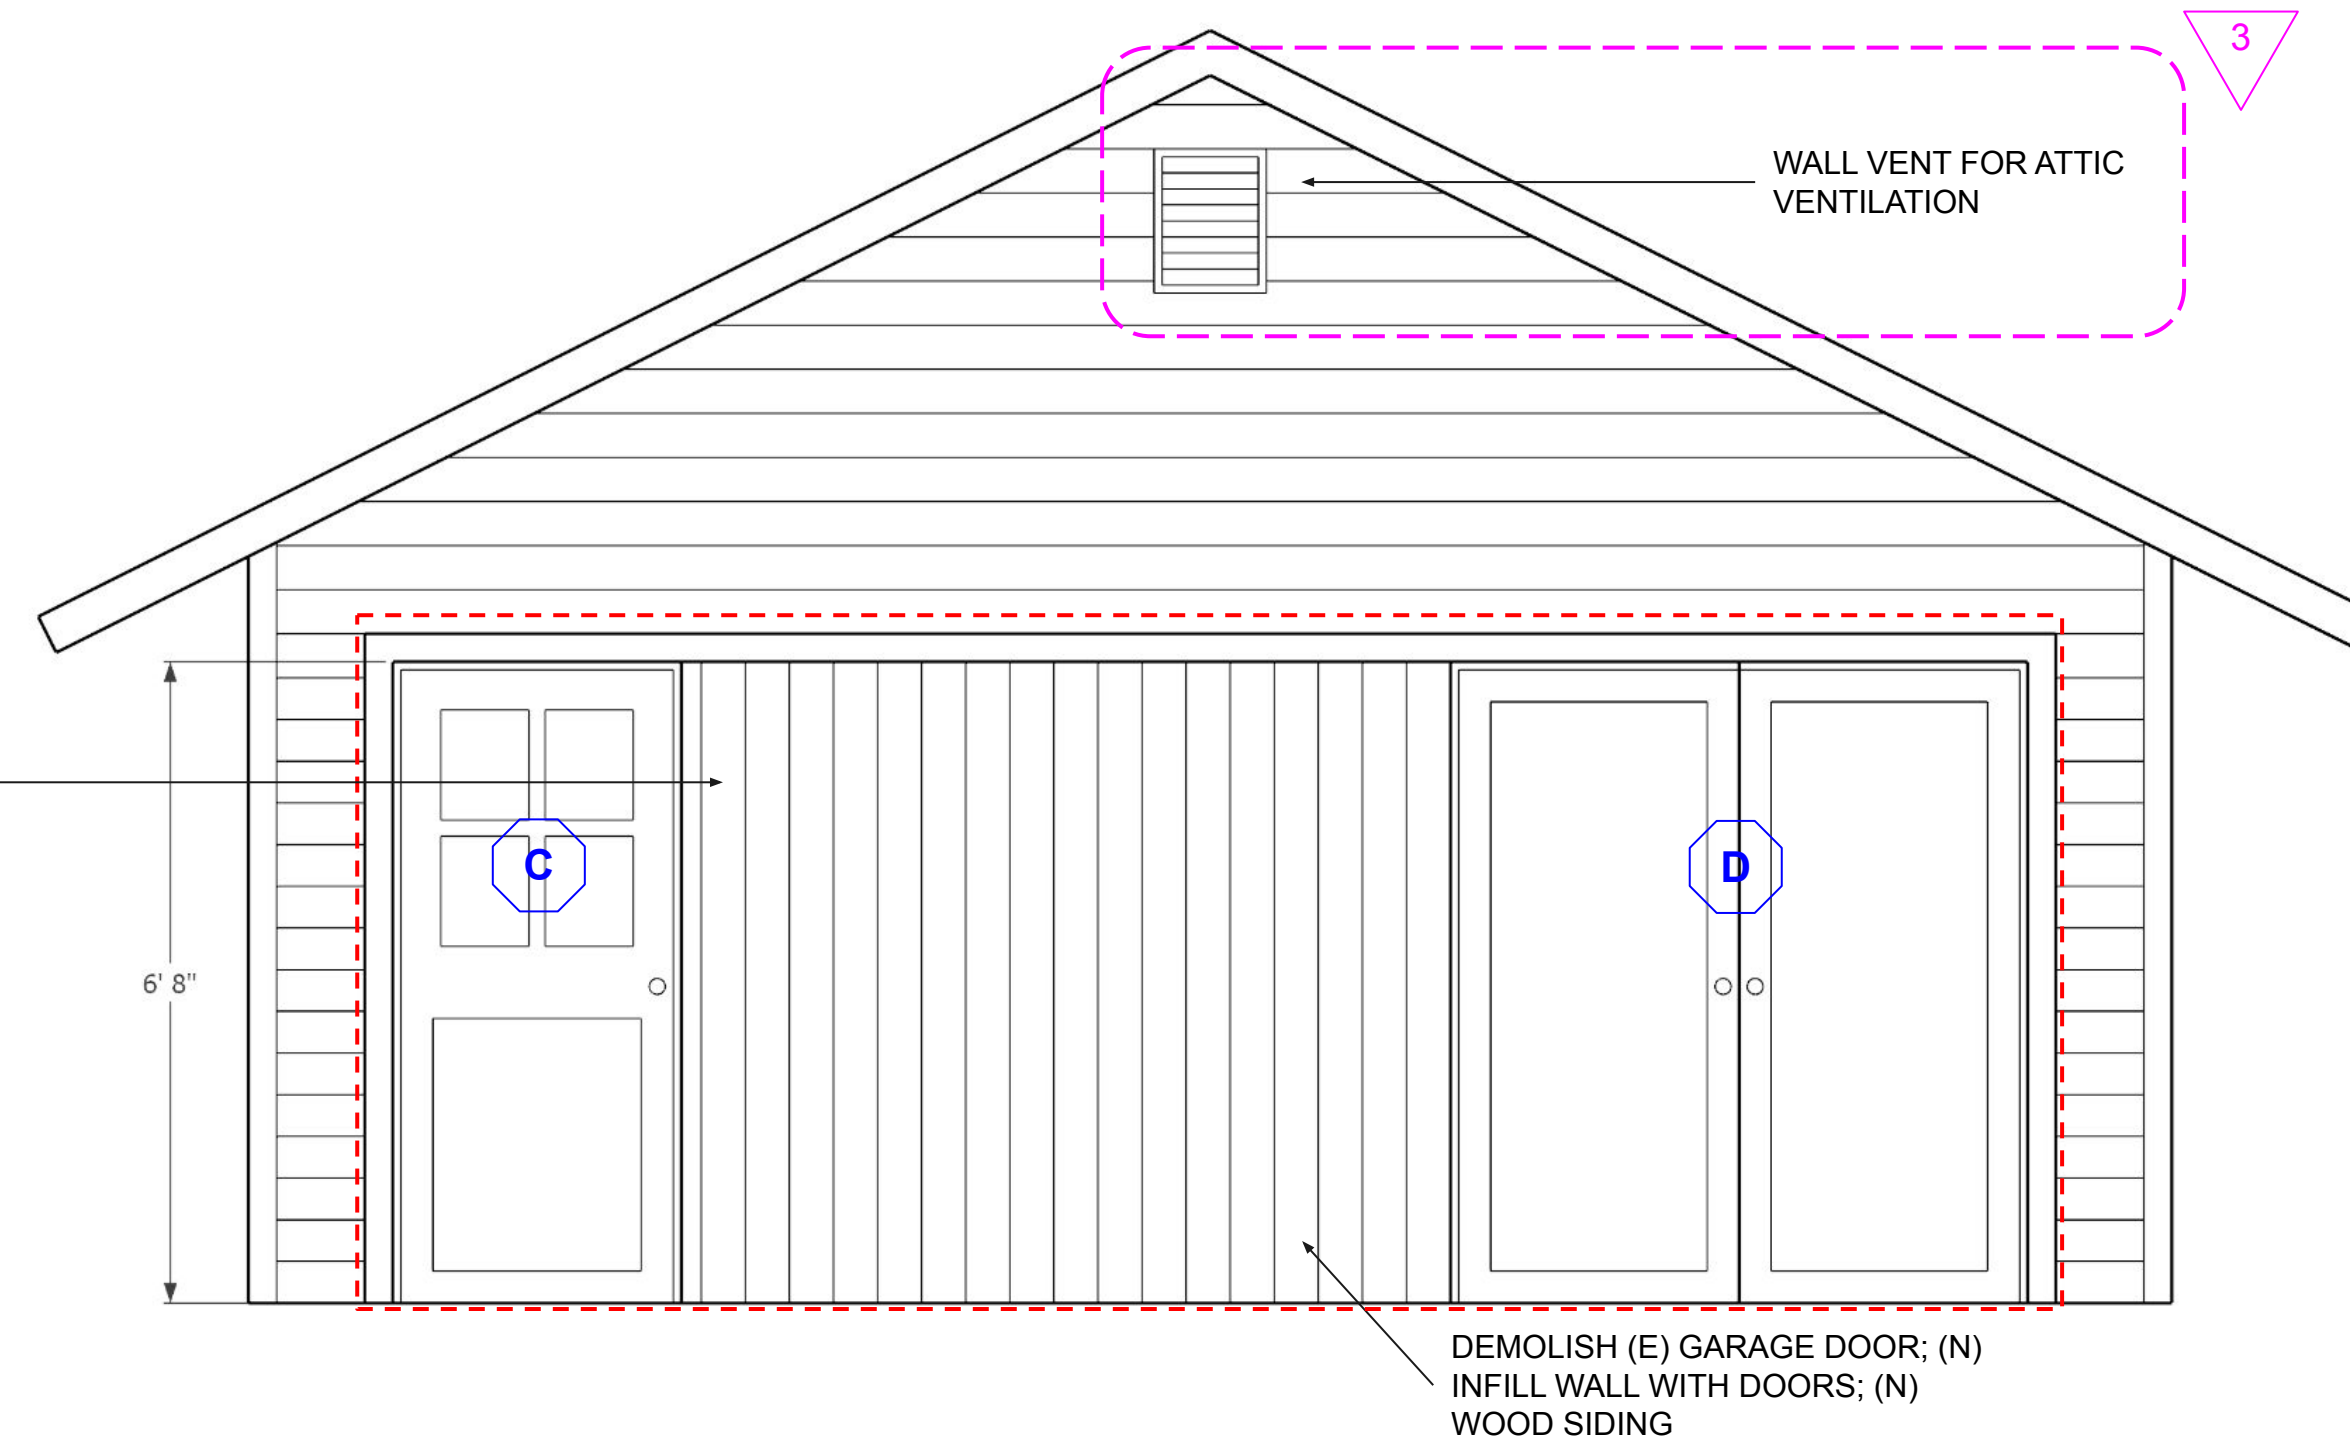 3
WALL VENT FOR ATTIC
VENTILATION
C
D
6' 8"
DEMOLISH (E) GARAGE DOOR; (N)
INFILL WALL WITH DOORS; (N)
WOOD SIDING